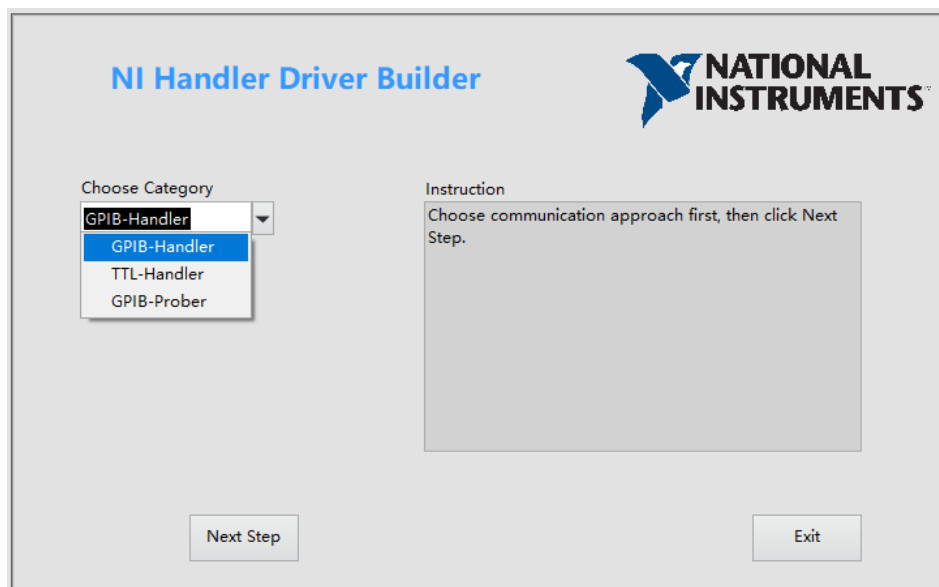 NI Handler Driver Builder
NATIONAL
INSTRUMENTS™
Choose Category
GPIB-Handler
GPIB-Handler
TTL-Handler
GPIB-Prober
Instruction
Choose communication approach first, then click Next
Step.
Next Step
Exit